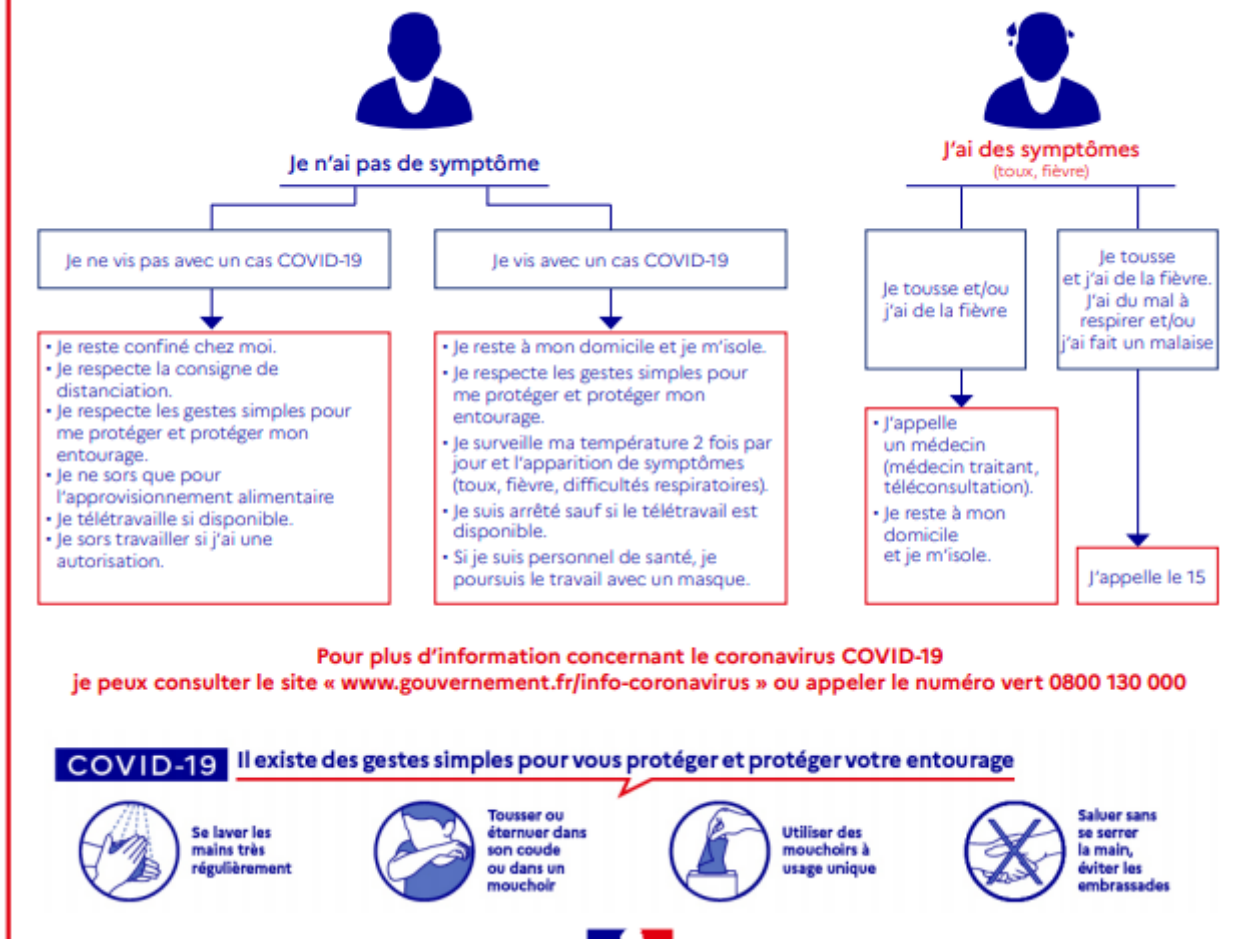 Je n'ai pas de symptôme
J'ai des symptômes
(toux, fièvre)
Je ne vis pas avec un cas COVID-19
Je vis avec un cas COVID-19
Je tousse et/ou
j'ai de la fièvre
Je tousse
et j'ai de la fièvre.
J'ai du mal à
respirer et/ou
j'ai fait un malaise
• Je reste confiné chez moi.
• Je respecte la consigne de
distanciation.
• Je respecte les gestes simples pour
me protéger et protéger mon
entourage.
• Je ne sors que pour
l'approvisionnement alimentaire
• Je télétravaille si disponible.
• Je sors travailler si j'ai une
autorisation.
• Je reste à mon domicile et je m'isole.
• Je respecte les gestes simples pour
me protéger et protéger mon
entourage.
• Je surveille ma température 2 fois par
jour et l'apparition de symptômes
(toux, fièvre, difficultés respiratoires).
• Je suis arrêté sauf si le télétravail est
disponible.
• Si je suis personnel de santé, je
poursuis le travail avec un masque.
• J'appelle
un médecin
(médecin traitant,
téléconsultation).
• Je reste à mon
domicile
et je m'isole.
J'appelle le 15
Pour plus d'information concernant le coronavirus COVID-19
je peux consulter le site « www.gouvernement.fr/info-coronavirus » ou appeler le numéro vert 0800 130 000
COVID-19 Il existe des gestes simples pour vous protéger et protéger votre entourage
Se laver les
mains très
régulièrement
Tousser ou
éternuer dans
son coude
ou dans un
mouchoir
Utiliser des
mouchoirs à
usage unique
Saluer sans
se serrer
la main,
éviter les
embrassades